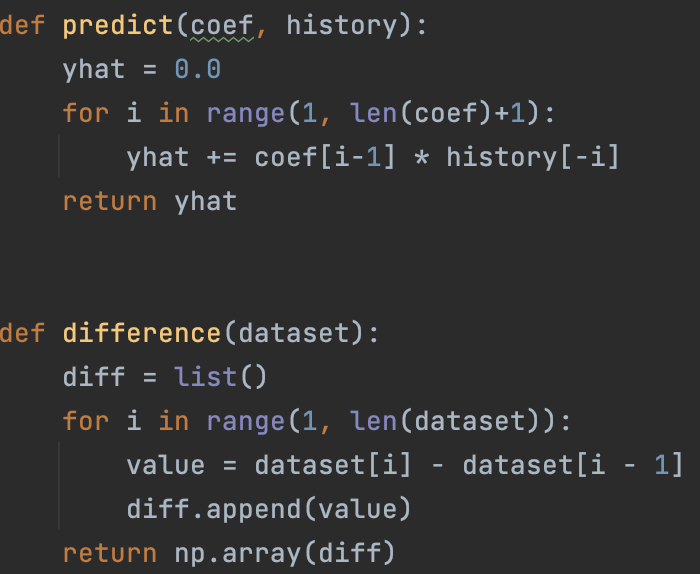 def predict(coef, history):
    yhat = 0.0
    for i in range(1, len(coef)+1):
        yhat += coef[i-1] * history[-i]
    return yhat
def difference(dataset):
    diff = list()
    for i in range(1, len(dataset)):
        value = dataset[i] - dataset[i - 1]
        diff.append(value)
    return np.array(diff)